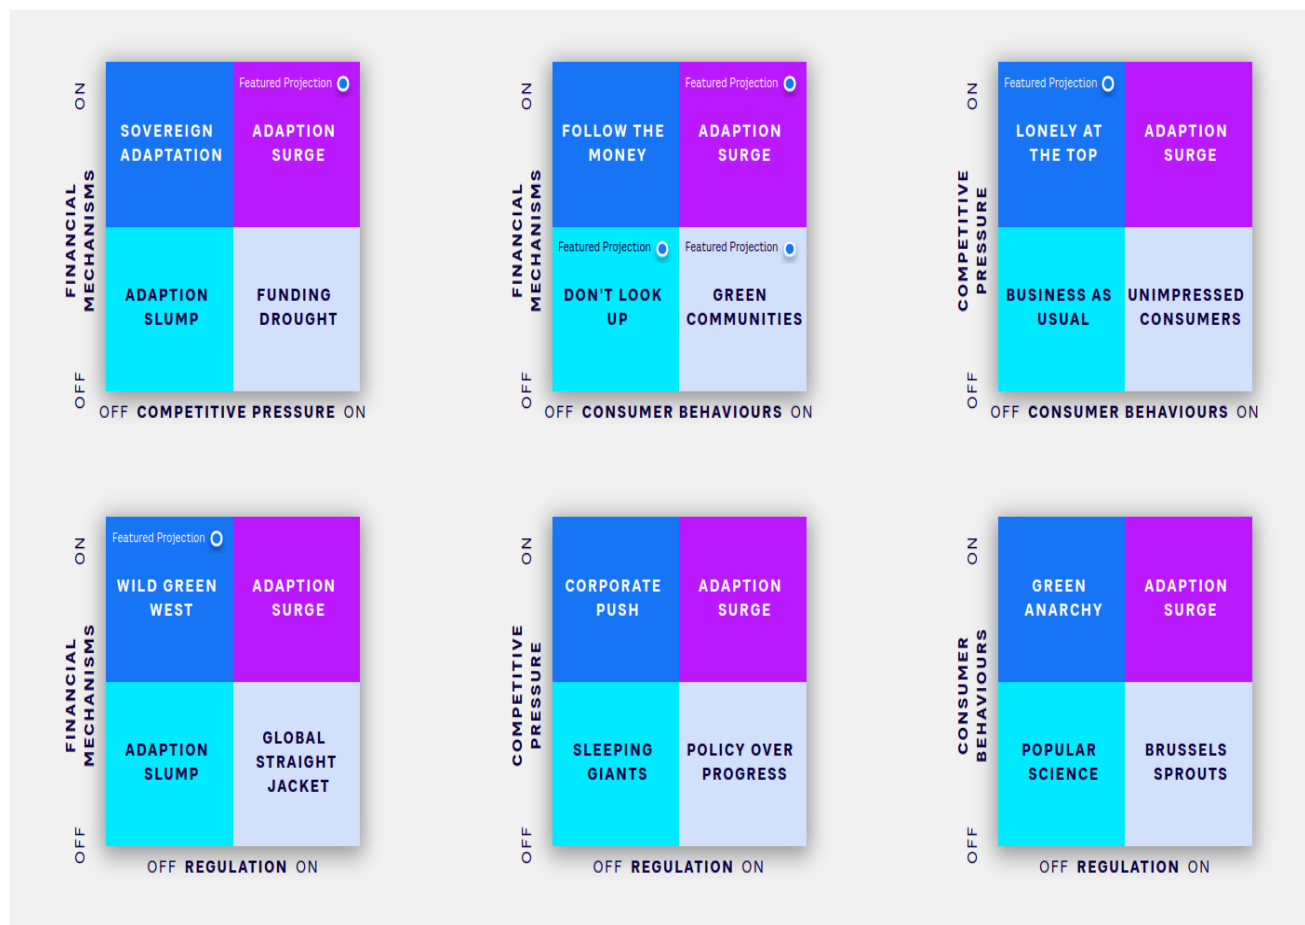 ON
FINANCIAL
MECHANISMS
OFF
Featured Projection
SOVEREIGN
ADAPTATION
ADAPTION
SURGE
ADAPTION
SLUMP
FUNDING
DROUGHT
OFF COMPETITIVE PRESSURE ON
ON
FINANCIAL
MECHANISMS
OFF
Featured Projection
FOLLOW THE
MONEY
ADAPTION
SURGE
Featured Projection
Featured Projection
DON'T LOOK
UP
GREEN
COMMUNITIES
OFF CONSUMER BEHAVIOURS ON
ON
COMPETITIVE
PRESSURE
OFF
Featured Projection
LONELY AT
THE TOP
ADAPTION
SURGE
BUSINESS AS
USUAL
UNIMPRESSED
CONSUMERS
OFF CONSUMER BEHAVIOURS ON
ON
FINANCIAL
MECHANISMS
OFF
Featured Projection
WILD GREEN
WEST
ADAPTION
SURGE
ADAPTION
SLUMP
GLOBAL
STRAIGHT
JACKET
OFF REGULATION ON
ON
COMPETITIVE
PRESSURE
OFF
CORPORATE
PUSH
ADAPTION
SURGE
SLEEPING
GIANTS
POLICY OVER
PROGRESS
OFF REGULATION ON
ON
CONSUMER
BEHAVIOURS
OFF
GREEN
ANARCHY
ADAPTION
SURGE
POPULAR
SCIENCE
BRUSSELS
SPROUTS
OFF REGULATION ON